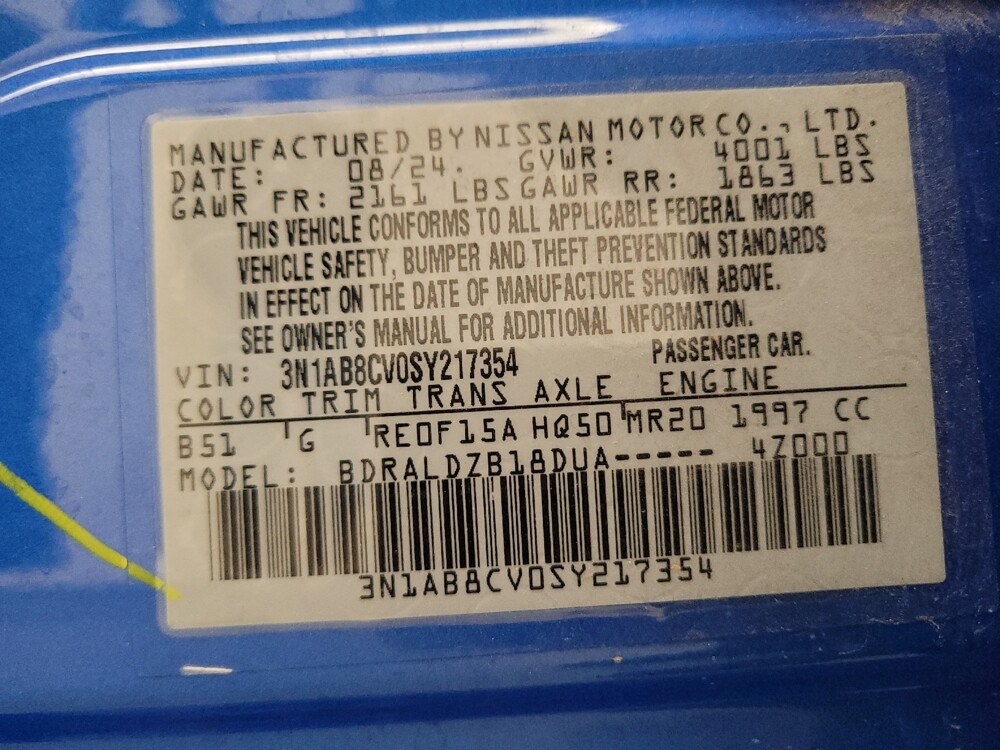 MANUFACTURED BY NISSAN MOTOR CO., LTD.
DATE: 08/24. GVWR: 4001 LBS
GAWR FR: 2161 LBS GAWR RR: 1863 LBS
THIS VEHICLE CONFORMS TO ALL APPLICABLE FEDERAL MOTOR
VEHICLE SAFETY, BUMPER AND THEFT PREVENTION STANDARDS
IN EFFECT ON THE DATE OF MANUFACTURE SHOWN ABOVE.
SEE OWNER'S MANUAL FOR ADDITIONAL INFORMATION.
VIN: 3N1AB8CV0SY217354 PASSENGER CAR.
COLOR TRIM TRANS AXLE ENGINE
B51 G RE0F15A HQ50 MR20 1997 CC
MODEL: BDRALDZB18DUA----- 4Z000
3N1AB8CV0SY217354